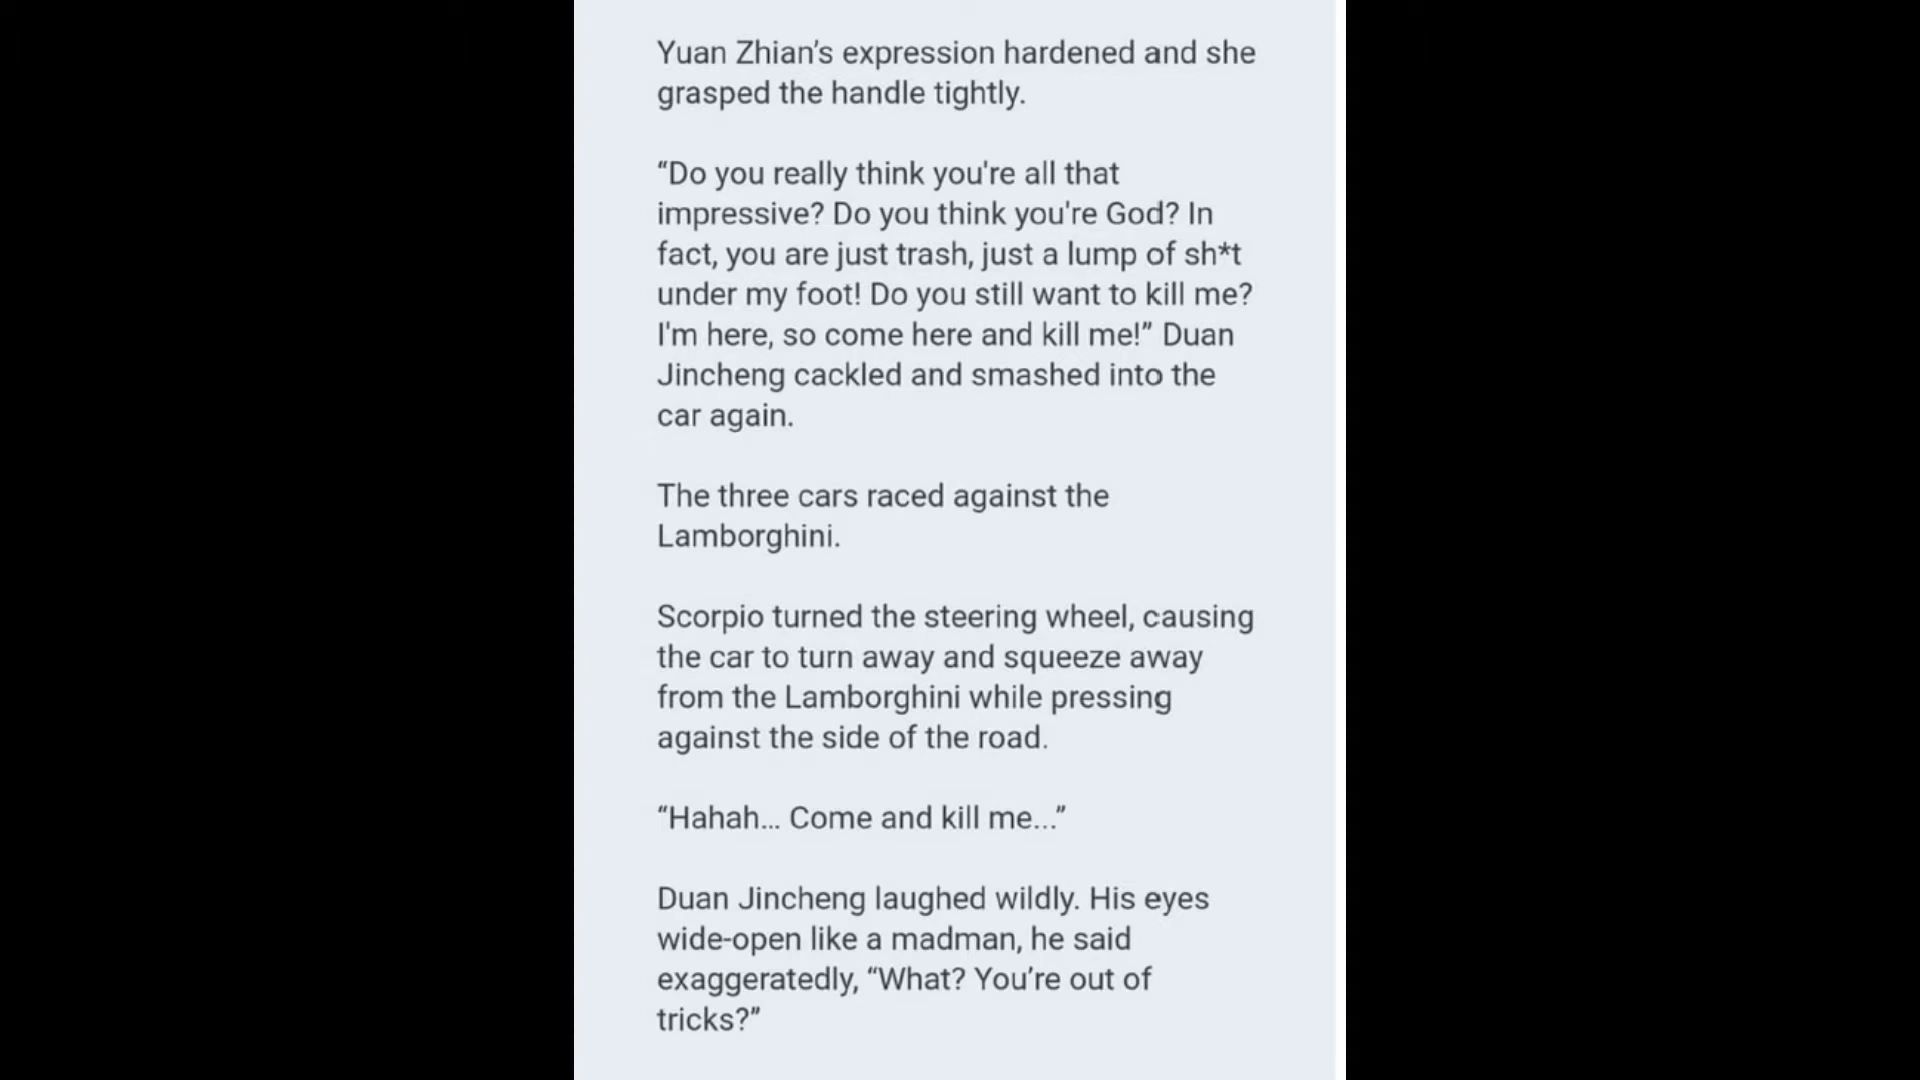 Yuan Zhian’s expression hardened and she
grasped the handle tightly.
“Do you really think you're all that
impressive? Do you think you're God? In
fact, you are just trash, just a lump of sh*t
under my foot! Do you still want to kill me?
I'm here, so come here and kill me!” Duan
Jincheng cackled and smashed into the
car again.
The three cars raced against the
Lamborghini.
Scorpio turned the steering wheel, causing
the car to turn away and squeeze away
from the Lamborghini while pressing
against the side of the road.
“Hahah… Come and kill me...”
Duan Jincheng laughed wildly. His eyes
wide-open like a madman, he said
exaggeratedly, “What? You’re out of
tricks?”